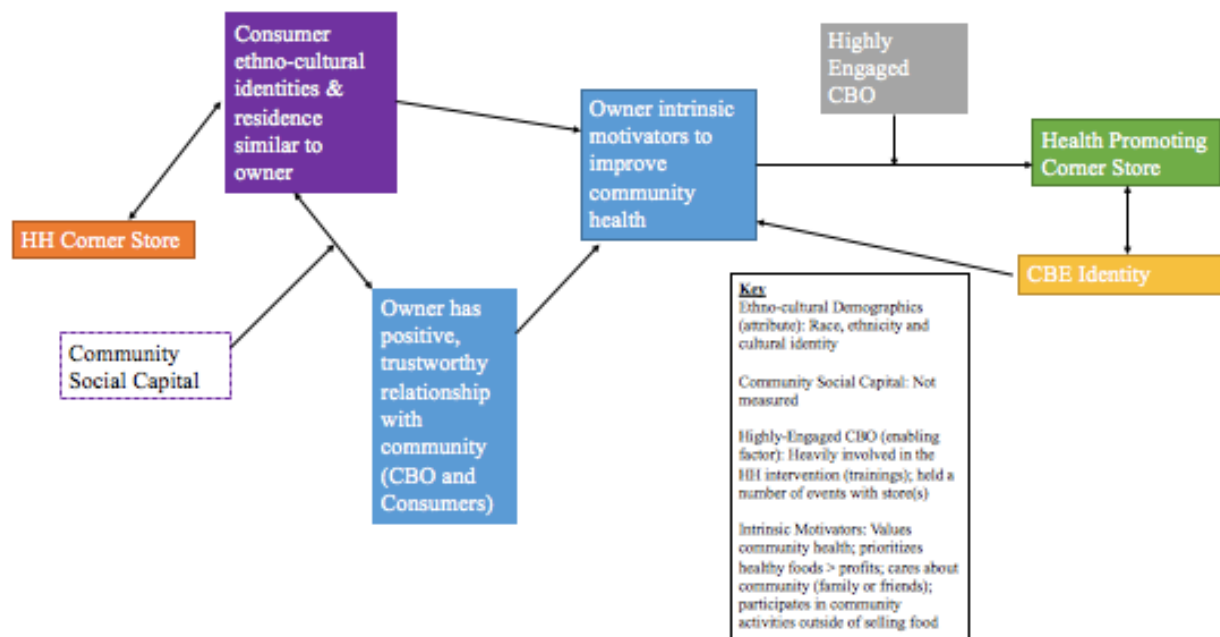 Consumer
ethno-cultural
identities &
residence
similar to
owner
Highly
Engaged
CBO
Owner intrinsic
motivators to
improve
community
health
Health Promoting
Corner Store
HH Corner Store
CBE Identity
Community
Social Capital
Owner has
positive,
trustworthy
relationship
with
community
(CBO and
Consumers)
Key
Ethno-cultural Demographics
(attribute): Race, ethnicity and
cultural identity
Community Social Capital: Not
measured
Highly-Engaged CBO (enabling
factor): Heavily involved in the
HH intervention (trainings); held a
number of events with store(s)
Intrinsic Motivators: Values
community health; prioritizes
healthy foods > profits; cares about
community (family or friends);
participates in community
activities outside of selling food